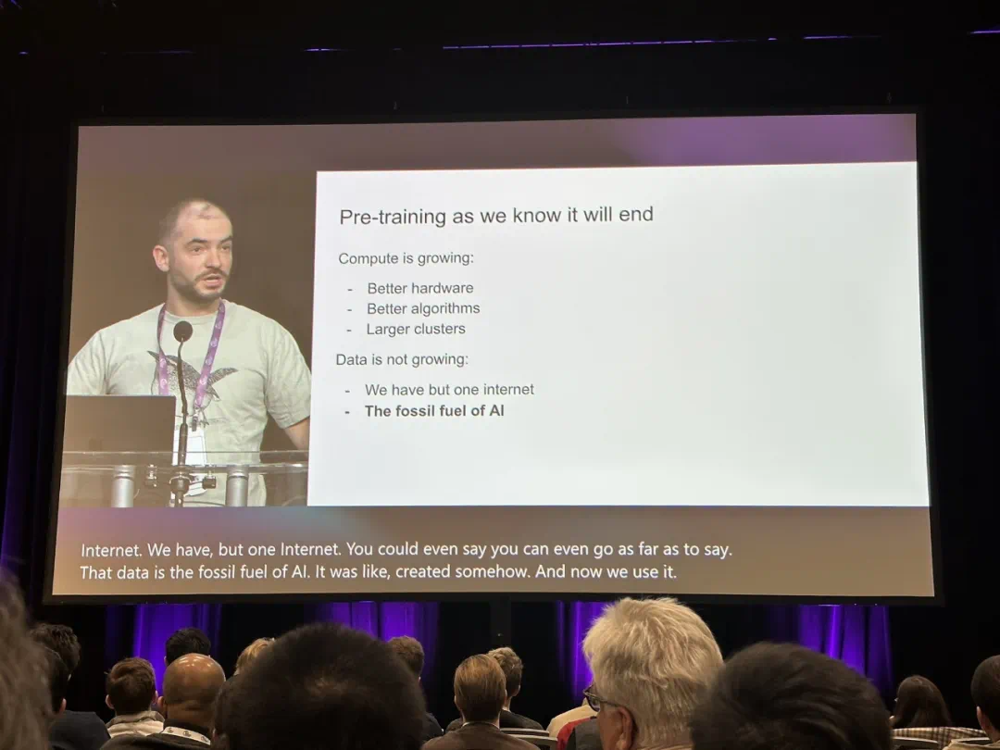 Pre-training as we know it will end
Compute is growing:
- Better hardware
- Better algorithms
- Larger clusters
Data is not growing:
- We have but one internet
- The fossil fuel of AI
Internet. We have, but one Internet. You could even say you can even go as far as to say.
That data is the fossil fuel of AI. It was like, created somehow. And now we use it.